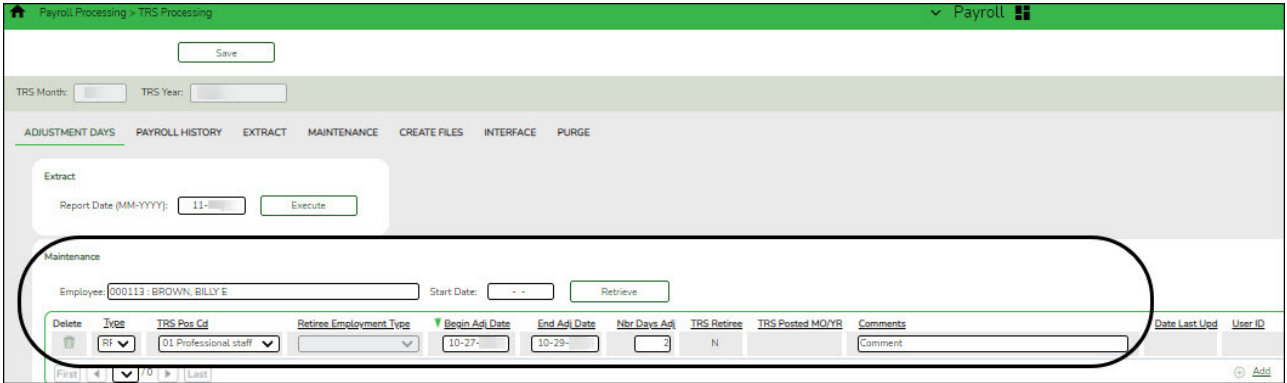 Payroll Processing > TRS Processing Payroll
Save
TRS Month: TRS Year:
ADJUSTMENT DAYS PAYROLL HISTORY EXTRACT MAINTENANCE CREATE FILES INTERFACE PURGE
Extract
Report Date (MM-YYYY): 11- Execute
Maintenance
Employee: 000113 : BROWN, BILLY E Start Date: - - Retrieve
Delete Type TRS Pos Cd Retiree Employment Type Begin Adj Date End Adj Date Nbr Days Adj TRS Retiree TRS Posted MO/YR Comments Date Last Upd User ID
01 Professional staff 10-27- 10-29- 2 N Comment
First / 0 Last Add